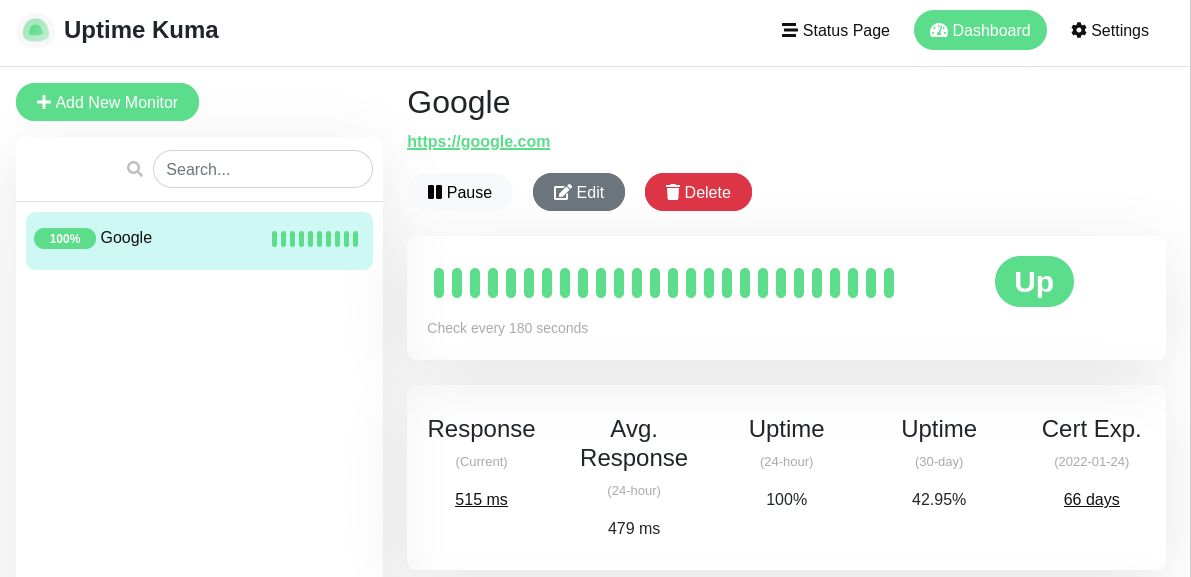 Uptime Kuma
Status Page
Dashboard
Settings
Add New Monitor
Search...
100% Google
Google
https://google.com
Pause
Edit
Delete
Up
Check every 180 seconds
Response
(Current)
515 ms
Avg.
Response
(24-hour)
479 ms
Uptime
(24-hour)
100%
Uptime
(30-day)
42.95%
Cert Exp.
(2022-01-24)
66 days